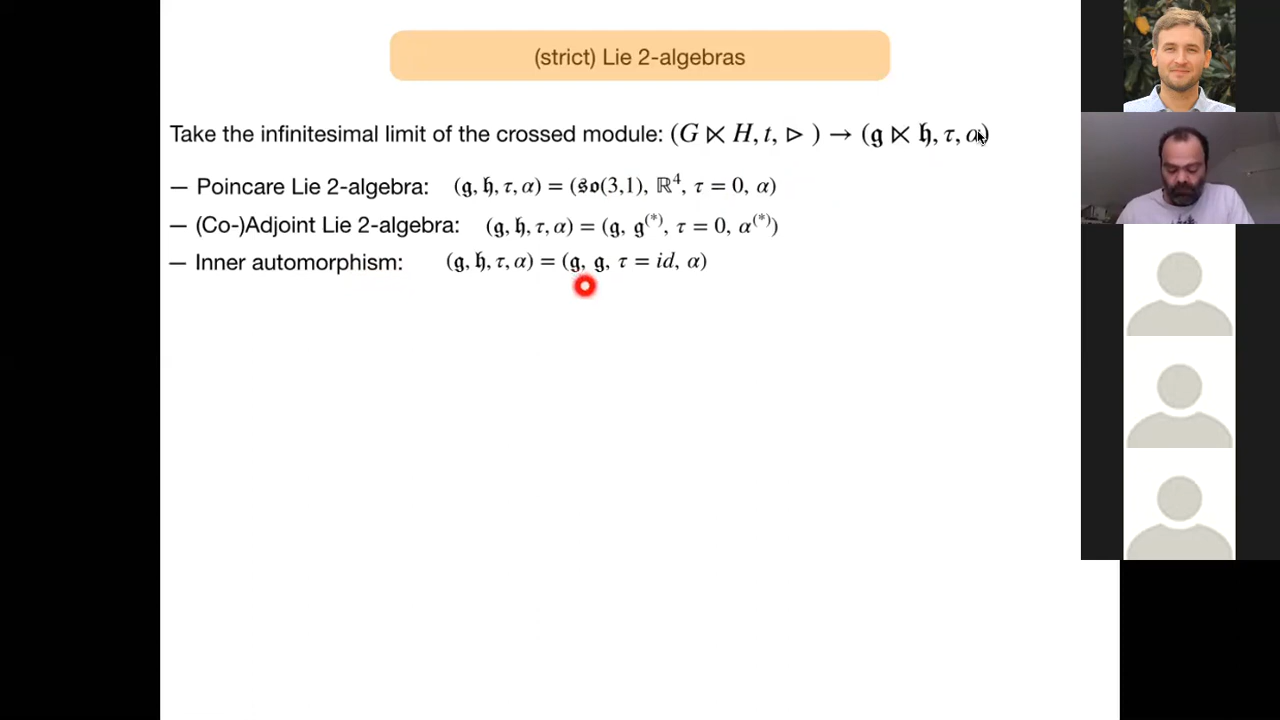 (strict) Lie 2-algebras
Take the infinitesimal limit of the crossed module: (G ⋉ H, t, ⊳ ) → (𝔤 ⋉ 𝔥, τ, α)
— Poincare Lie 2-algebra: (𝔤, 𝔥, τ, α) = (𝔰𝔬(3,1), ℝ⁴, τ = 0, α)
— (Co-)Adjoint Lie 2-algebra: (𝔤, 𝔥, τ, α) = (𝔤, 𝔤⁽*⁾, τ = 0, α⁽*⁾)
— Inner automorphism: (𝔤, 𝔥, τ, α) = (𝔤, 𝔤, τ = id, α)